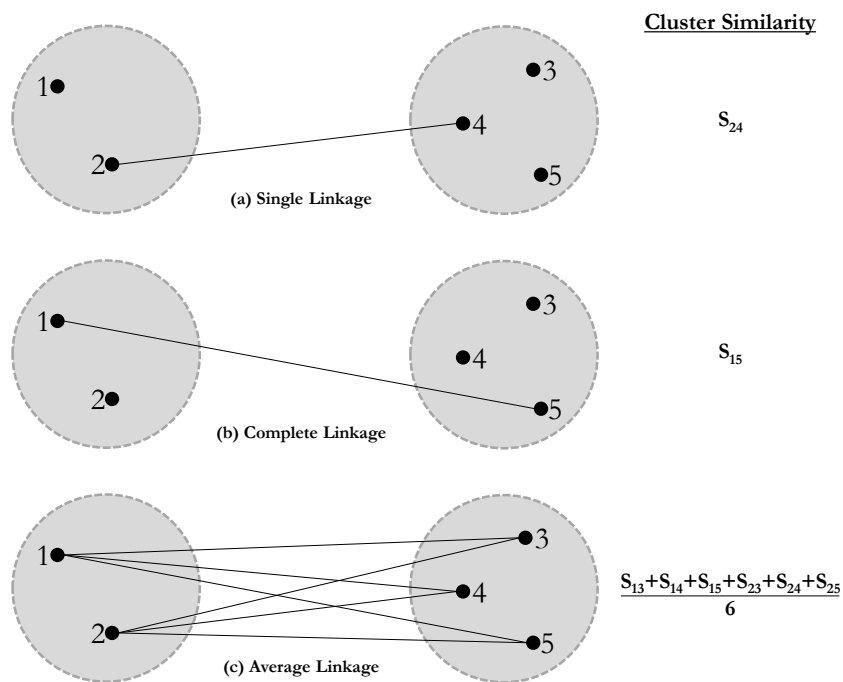 Cluster Similarity
1
3
4
2
5
S24
(a) Single Linkage
1
3
4
2
5
S15
(b) Complete Linkage
1
3
4
2
5
S13+S14+S15+S23+S24+S25
6
(c) Average Linkage